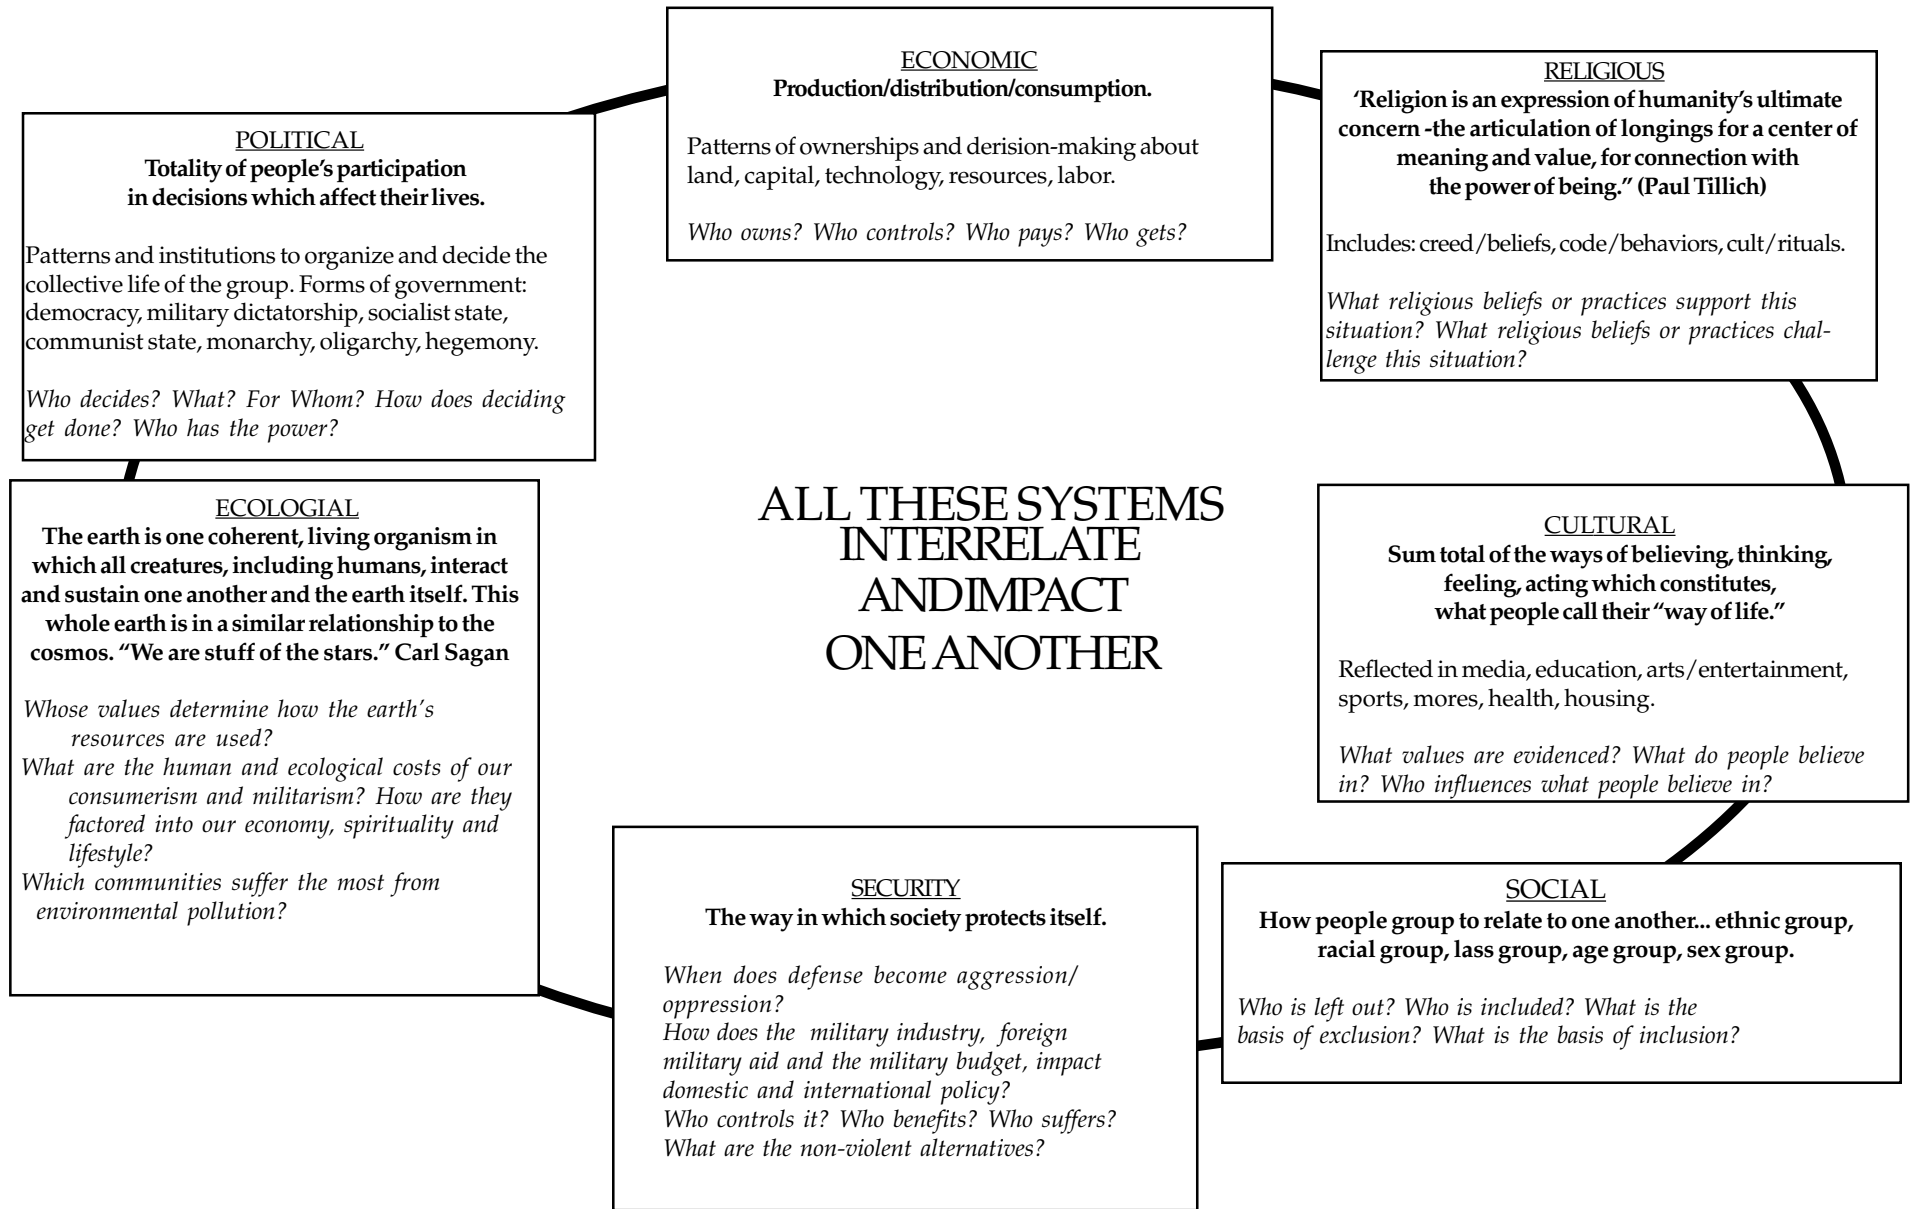 ECONOMIC
Production/distribution/consumption.
Patterns of ownerships and derision-making about
land, capital, technology, resources, labor.
Who owns? Who controls? Who pays? Who gets?
RELIGIOUS
‘Religion is an expression of humanity’s ultimate
concern -the articulation of longings for a center of
meaning and value, for connection with
the power of being.” (Paul Tillich)
Includes: creed/beliefs, code/behaviors, cult/rituals.
What religious beliefs or practices support this
situation? What religious beliefs or practices chal-
lenge this situation?
POLITICAL
Totality of people’s participation
in decisions which affect their lives.
Patterns and institutions to organize and decide the
collective life of the group. Forms of government:
democracy, military dictatorship, socialist state,
communist state, monarchy, oligarchy, hegemony.
Who decides? What? For Whom? How does deciding
get done? Who has the power?
ECOLOGIAL
The earth is one coherent, living organism in
which all creatures, including humans, interact
and sustain one another and the earth itself. This
whole earth is in a similar relationship to the
cosmos. “We are stuff of the stars.” Carl Sagan
Whose values determine how the earth's
resources are used?
What are the human and ecological costs of our
consumerism and militarism? How are they
factored into our economy, spirituality and
lifestyle?
Which communities suffer the most from
environmental pollution?
ALL THESE SYSTEMS
INTERRELATE
AND IMPACT
ONE ANOTHER
CULTURAL
Sum total of the ways of believing, thinking,
feeling, acting which constitutes,
what people call their “way of life.”
Reflected in media, education, arts/entertainment,
sports, mores, health, housing.
What values are evidenced? What do people believe
in? Who influences what people believe in?
SECURITY
The way in which society protects itself.
When does defense become aggression/
oppression?
How does the military industry, foreign
military aid and the military budget, impact
domestic and international policy?
Who controls it? Who benefits? Who suffers?
What are the non-violent alternatives?
SOCIAL
How people group to relate to one another... ethnic group,
racial group, lass group, age group, sex group.
Who is left out? Who is included? What is the
basis of exclusion? What is the basis of inclusion?